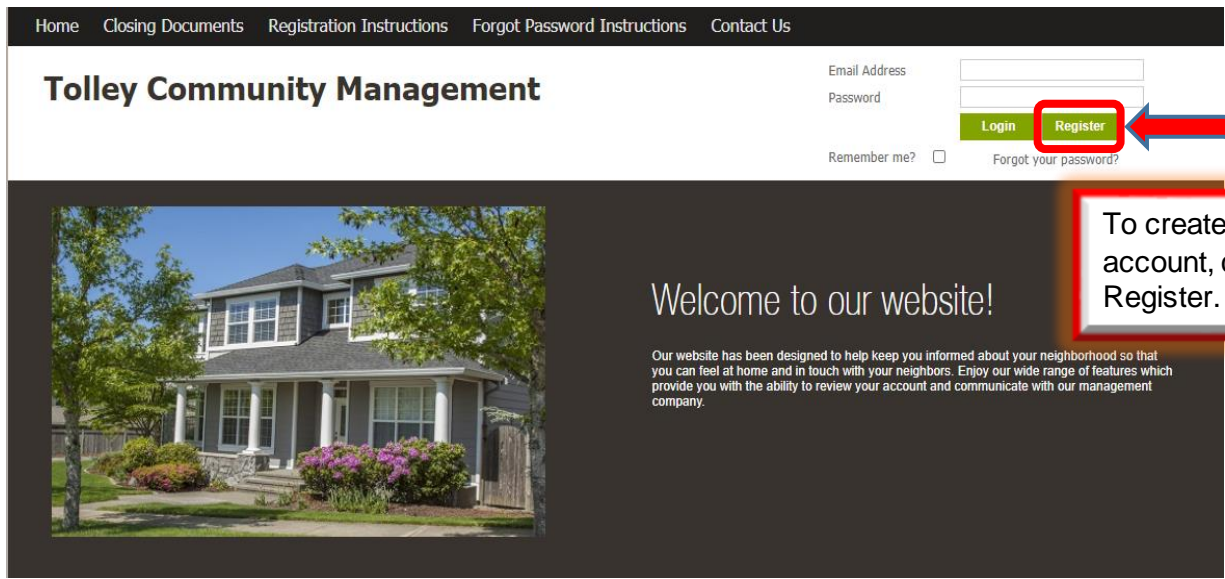 Home Closing Documents Registration Instructions Forgot Password Instructions Contact Us
Tolley Community Management
Email Address
Password
Login Register
Remember me? Forgot your password?
To create
account,
Register.
Welcome to our website!
Our website has been designed to help keep you informed about your neighborhood so that
you can feel at home and in touch with your neighbors. Enjoy our wide range of features which
provide you with the ability to review your account and communicate with our management
company.